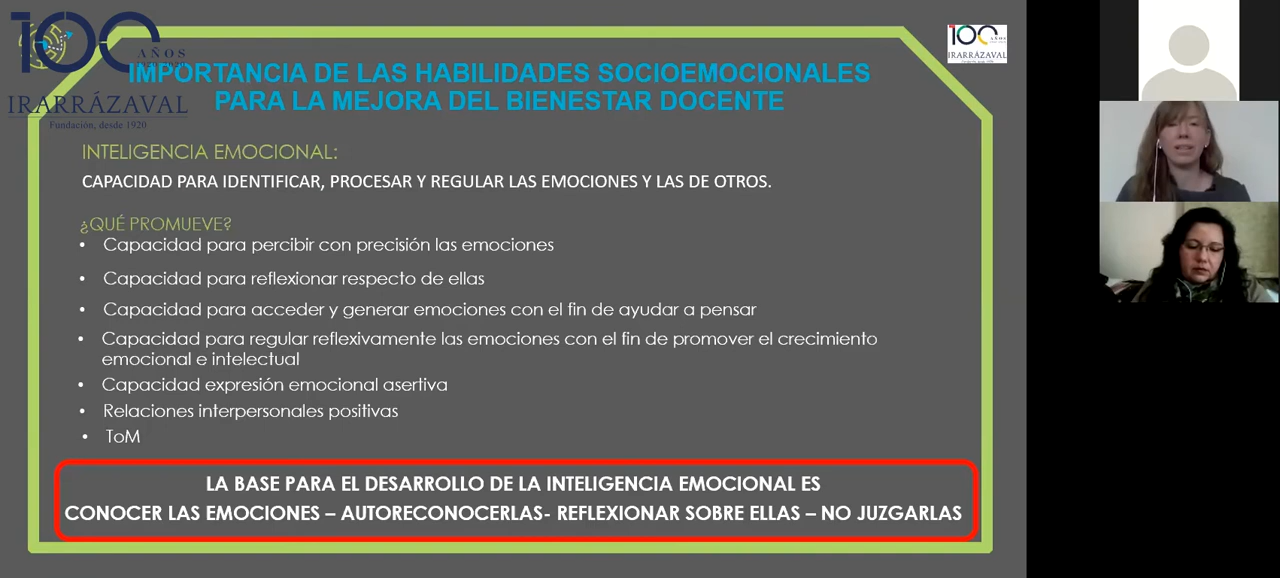 100
AÑOS
IRARRÁZAVAL
Fundación, desde 1920
100
AÑOS
IRARRÁZAVAL
IMPORTANCIA DE LAS HABILIDADES SOCIOEMOCIONALES
PARA LA MEJORA DEL BIENESTAR DOCENTE
INTELIGENCIA EMOCIONAL:
CAPACIDAD PARA IDENTIFICAR, PROCESAR Y REGULAR LAS EMOCIONES Y LAS DE OTROS.
¿QUÉ PROMUEVE?
• Capacidad para percibir con precisión las emociones
• Capacidad para reflexionar respecto de ellas
• Capacidad para acceder y generar emociones con el fin de ayudar a pensar
• Capacidad para regular reflexivamente las emociones con el fin de promover el crecimiento
emocional e intelectual
• Capacidad expresión emocional asertiva
• Relaciones interpersonales positivas
• ToM
LA BASE PARA EL DESARROLLO DE LA INTELIGENCIA EMOCIONAL ES
CONOCER LAS EMOCIONES – AUTORECONOCERLAS- REFLEXIONAR SOBRE ELLAS – NO JUZGARLAS